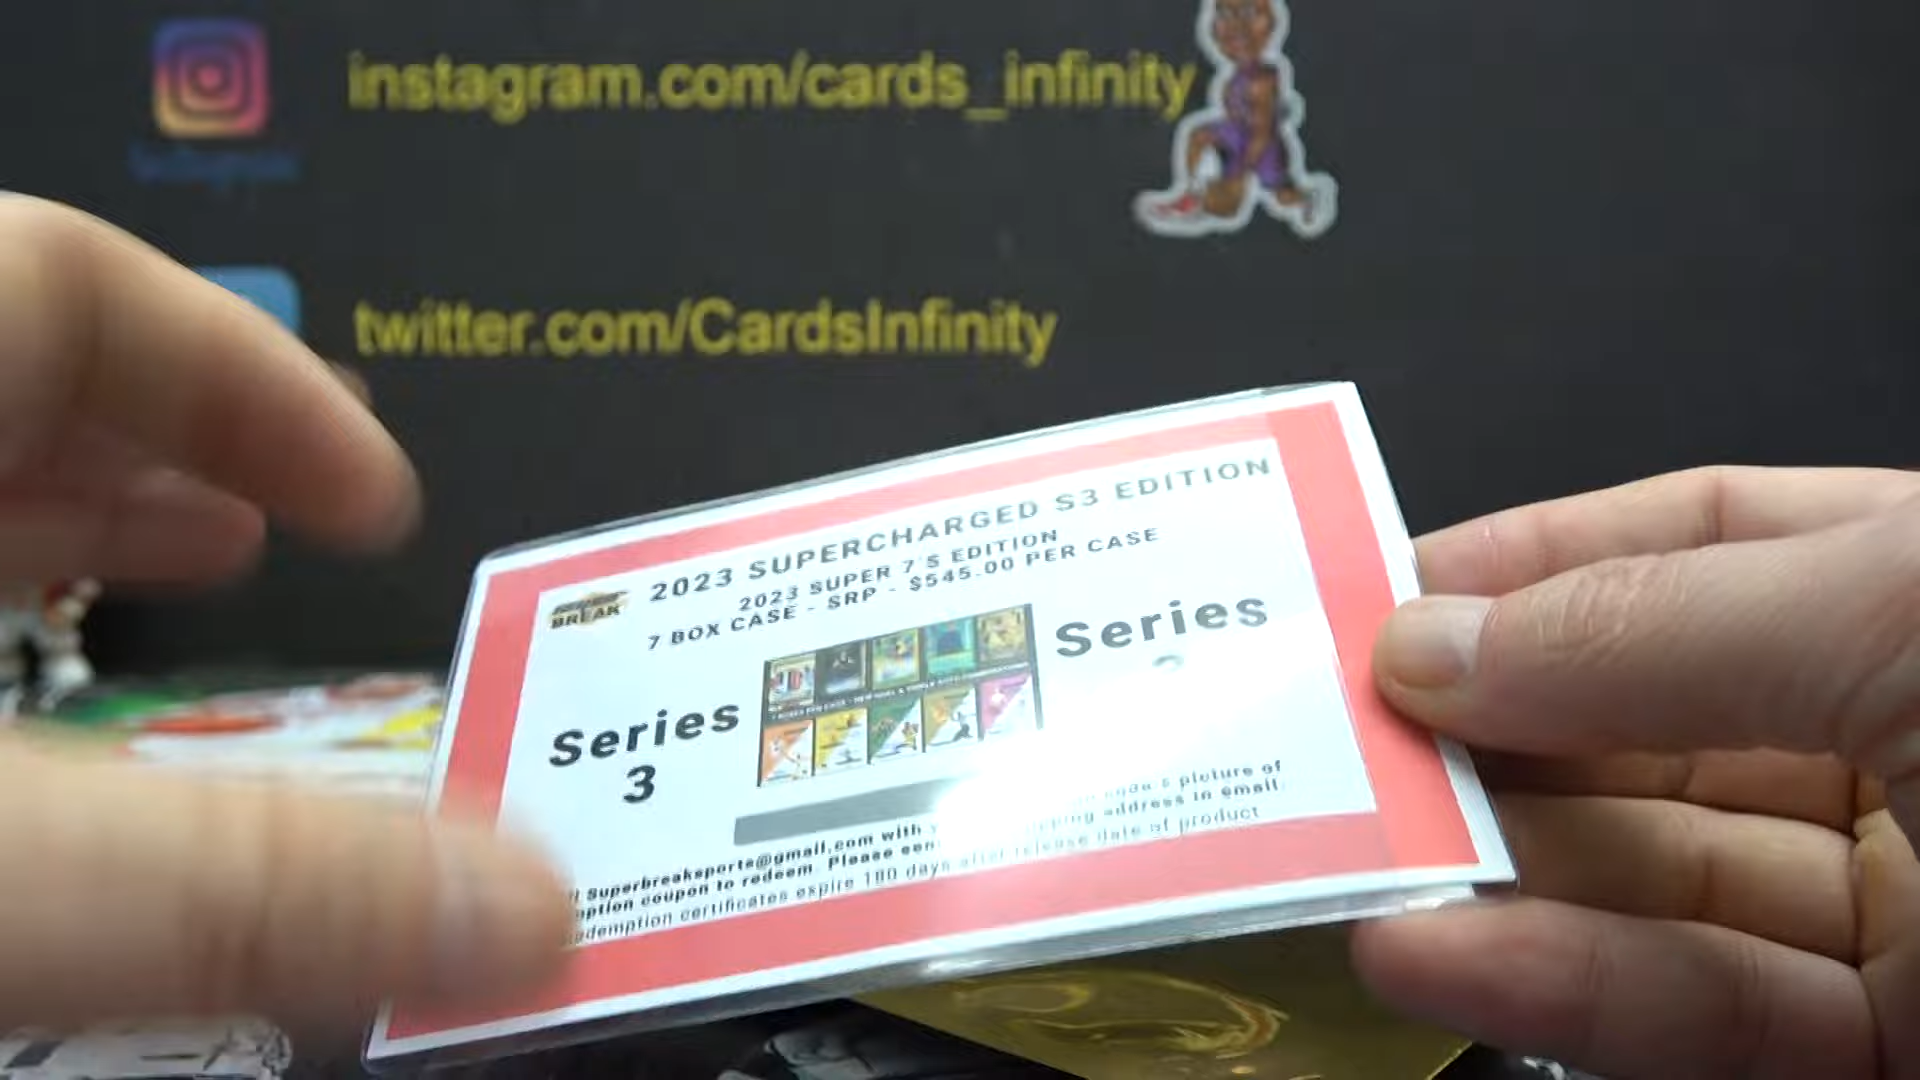 instagram.com/cards_infinity
Instagram
twitter.com/CardsInfinity
2023 SUPERCHARGED S3 EDITION
2023 SUPER 7'S EDITION
7 BOX CASE - SRP - $545.00 PER CASE
SUPER
BREAK
Series
3
Series
Superbreaksports@gmail.com with picture of
coupon to redeem. Please address in email.
certificates expire 180 days after release date of product